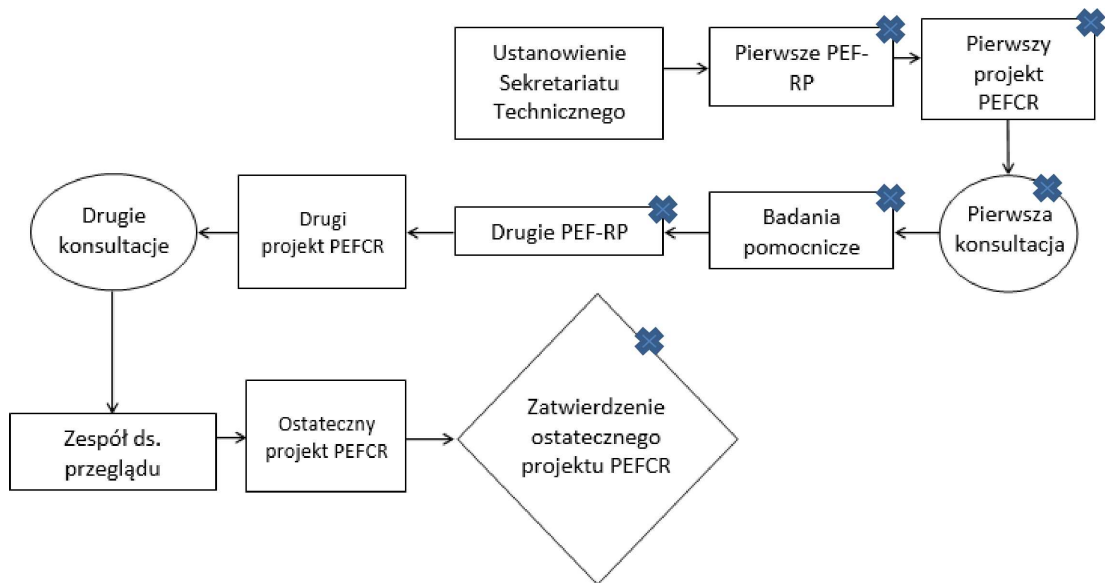 Ustanowienie
Sekretariatu
Technicznego
Pierwsze PEF-
RP
Pierwszy
projekt
PEFCR
Pierwsza
konsultacja
Badania
pomocnicze
Drugie PEF-RP
Drugi
projekt PEFCR
Drugie
konsultacje
Zespół ds.
przeglądu
Ostateczny
projekt PEFCR
Zatwierdzenie
ostatecznego
projektu PEFCR